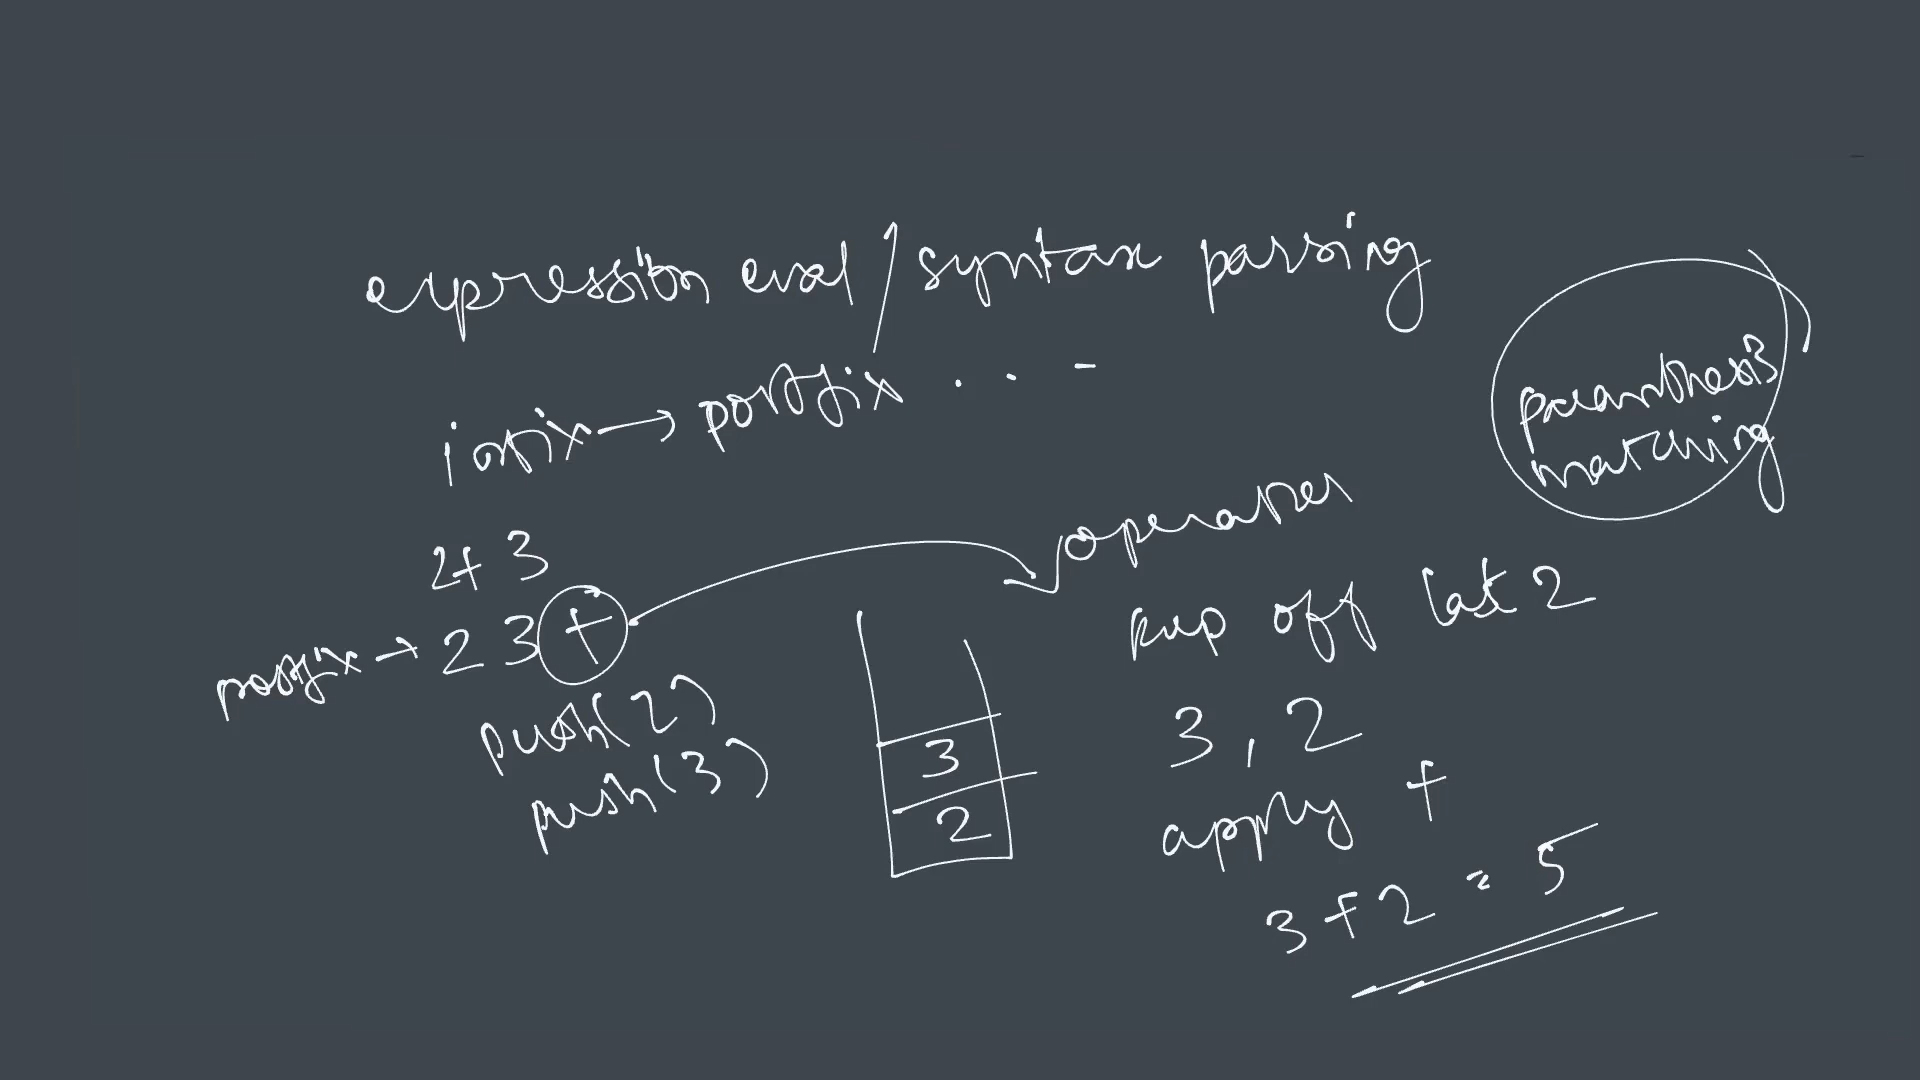 expression eval / syntax parsing
infix → postfix . . . -
paranthesis
matching
2+ 3
operator
postfix → 2 3 +
pop off last 2
push(2)
push(3)
3
2
3, 2
apply +
3 + 2 = 5